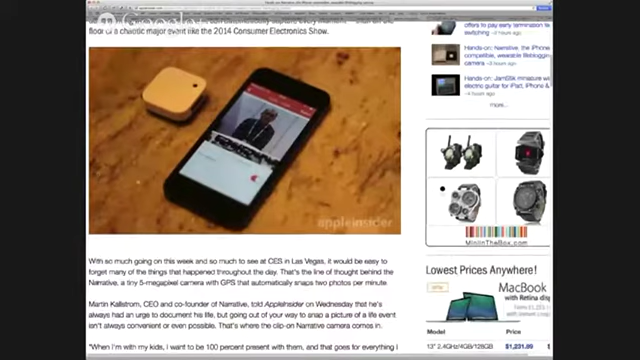 floor of a chaotic major event like the 2014 Consumer Electronics Show.
appleinsider
With so much going on this week and so much to see at CES in Las Vegas, it would be easy to
forget many of the things that happened throughout the day. That's the line of thought behind the
Narrative, a tiny 5-megapixel camera with GPS that automatically snaps two photos per minute.
Martin Kallstrom, CEO and co-founder of Narrative, told AppleInsider on Wednesday that he's
always had an urge to document his life, but going out of your way to snap a picture of a life event
isn't always convenient or even possible. That's where the clip-on Narrative camera comes in.
"When I'm with my kids, I want to be 100 percent present with them, and that goes for everything I
offers to pay early termination
switching
Hands-on: Narrative, the iPhone
compatible, wearable lifeblogging
camera
Hands-on: JamStik miniature
electric guitar for iPad, iPhone &
more...
MiniInTheBox.com
Lowest Prices Anywhere!
MacBook
with Retina
Model
Price
13" 2.4GHz/4GB/128GB
$1,231.89